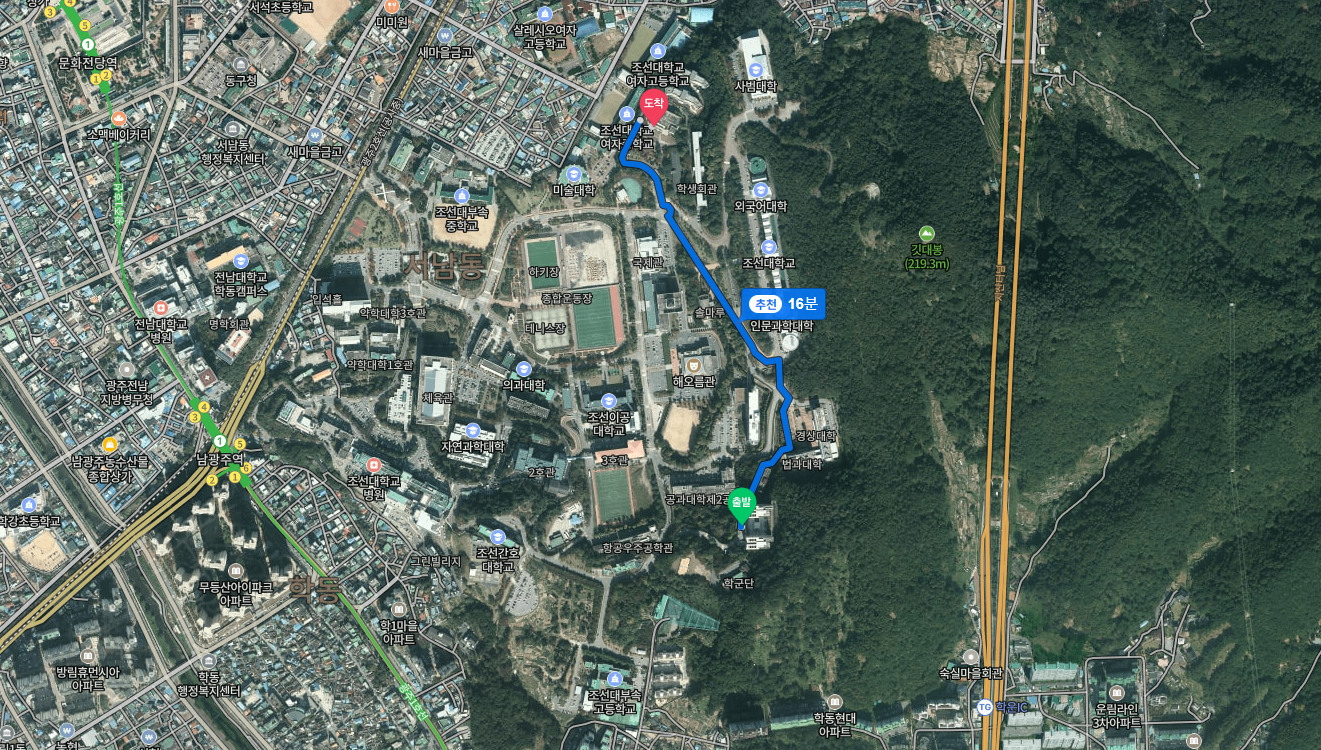 서석초등학교
미미원
새마을금고
살레시오여자
고등학교
조선대학교
여자고등학교
사범대학
문화전당역
동구청
도착
소맥베이커리
서남동
행정복지센터
새마을금고
조선대학교
여자중학교
미술대학
학생회관
외국어대학
조선대부속
중학교
광주1호선
국제관
조선대학교
깃대봉
(219.3m)
서남동
하키장
전남대학교
학동캠퍼스
입석홀
종합운동장
추천 16분
지산터널
약학대학3호관
솔마루
전남대학교
병원
명학회관
테니스장
인문과학대학
약학대학1호관
광주전남
지방병무청
의과대학
해오름관
체육관
조선이공
대학교
자연과학대학
경상대학
남광주역
남광주농수산물
종합상가
2호관
3호관
법과대학
조선대학교
병원
공과대학제2공
출발
학강초등학교
조선간호
대학교
항공우주공학관
그린빌리지
학군단
무등산아이파크
아파트
학동
학1마을
아파트
방림휴먼시아
아파트
학동
행정복지센터
숙실마을회관
조선대부속
고등학교
광주1호선
TG 학운IC
학동현대
아파트
운림라인
3차아파트